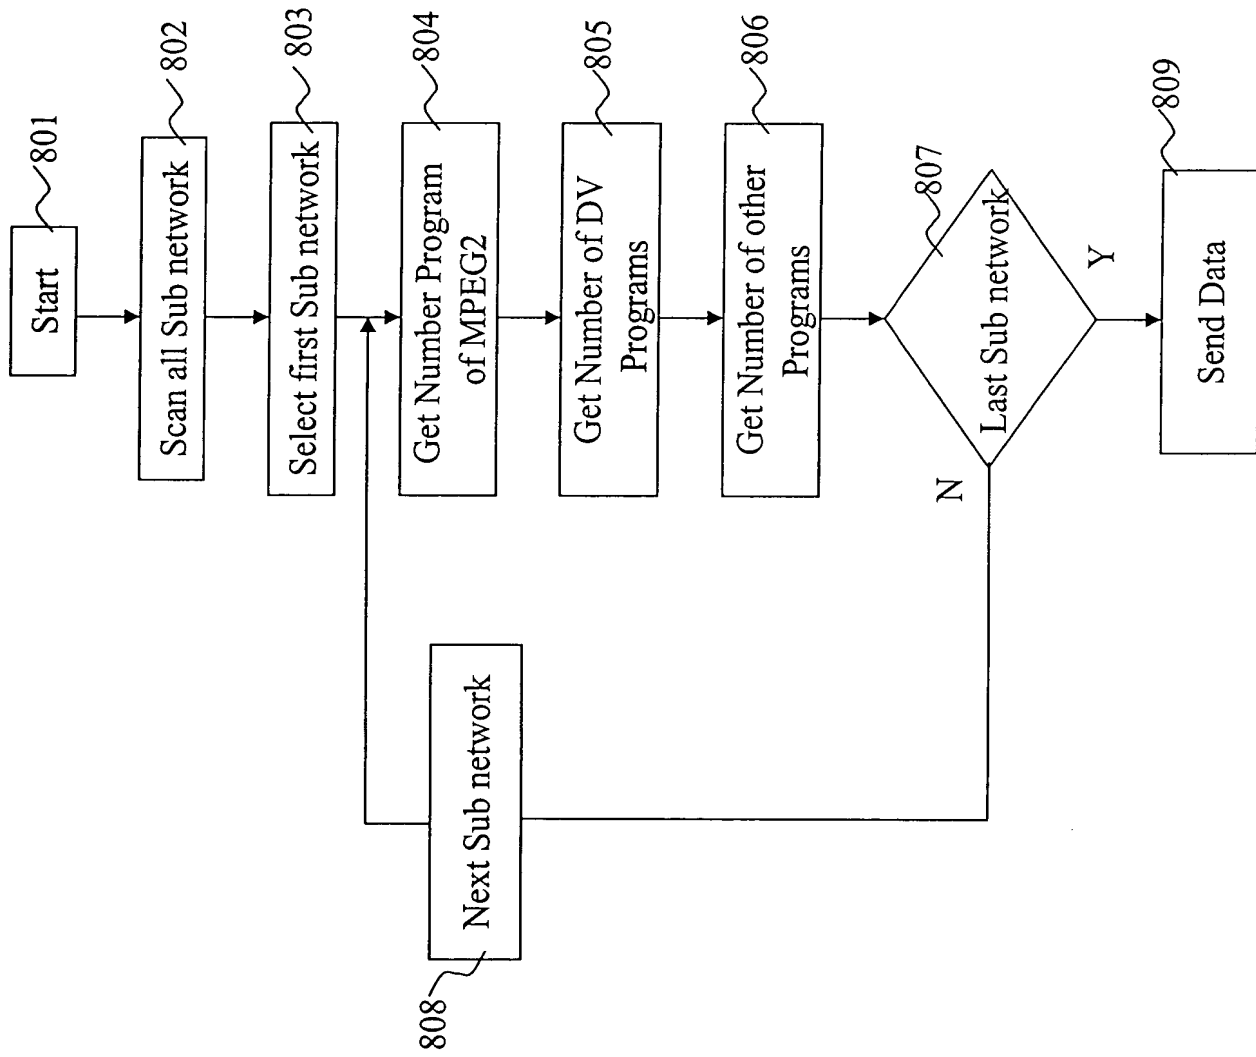 Start
801
Scan all Sub network
802
Select first Sub network
803
Get Number Program
of MPEG2
804
Get Number of DV
Programs
805
Get Number of other
Programs
806
Last Sub network
807
N
Y
Next Sub network
808
Send Data
809